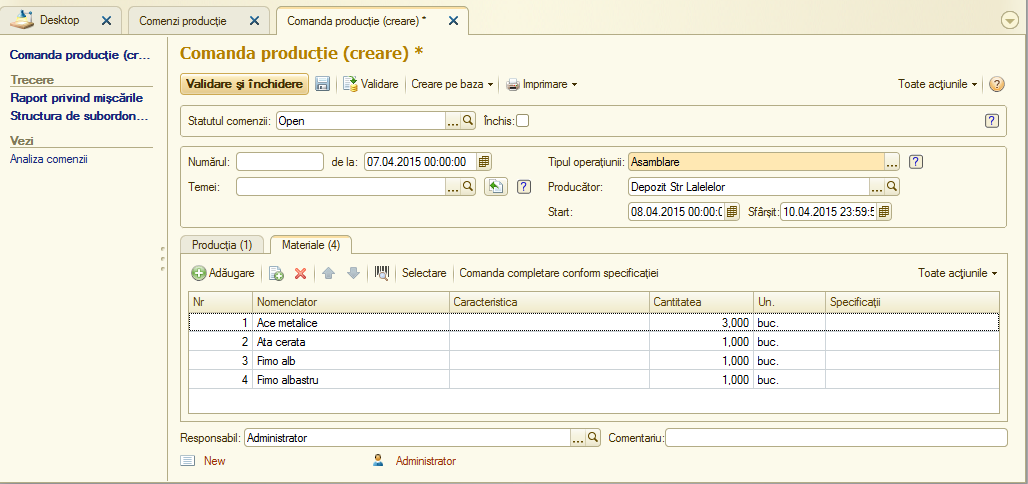 Desktop
Comenzi producție
Comanda producție (creare) *
Comanda producție (cr...
Trecere
Raport privind mișcările
Structura de subordon...
Vezi
Analiza comenzii
Comanda producție (creare) *
Validare și închidere Validare Creare pe baza Imprimare Toate acțiunile ?
Statutul comenzii: Open ... Închis: ?
Numărul: de la: 07.04.2015 00:00:00 Tipul operațiunii: Asamblare ... ?
Temei: ... ? Producător: Depozit Str Lalelelor ...
Start: 08.04.2015 00:00:0 Sfârșit: 10.04.2015 23:59:5
Producția (1) Materiale (4)
Adăugare Selectare Comanda completare conform specificației Toate acțiunile
Nr Nomenclator Caracteristica Cantitatea Un. Specificații
1 Ace metalice 3,000 buc.
2 Ata cerata 1,000 buc.
3 Fimo alb 1,000 buc.
4 Fimo albastru 1,000 buc.
Responsabil: Administrator ... Comentariu:
New Administrator